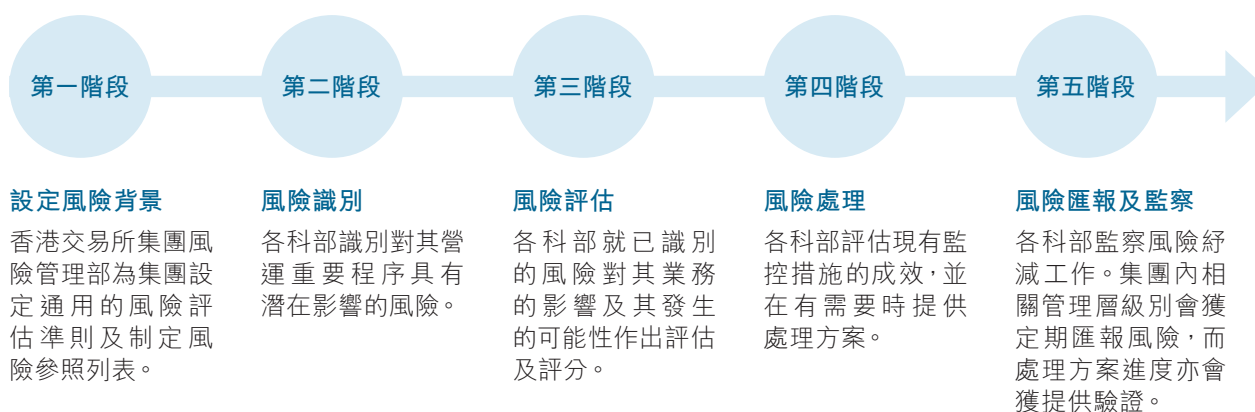 第一階段
第二階段
第三階段
第四階段
第五階段
設定風險背景
香港交易所集團風
險管理部為集團設
定通用的風險評
估準則及制定風
險參照列表。
風險識別
各科部識別對其營
運重要程序具有
潛在影響的風險。
風險評估
各科部就已識別
的風險對其業務
的影響及其發生
的可能性作出評估
及評分。
風險處理
各科部評估現有監
控措施的成效，並
在有需要時提供
處理方案。
風險匯報及監察
各科部監察風險紓
減工作。集團內相
關管理層級別會獲
定期匯報風險，而
處理方案進度亦會
獲提供驗證。